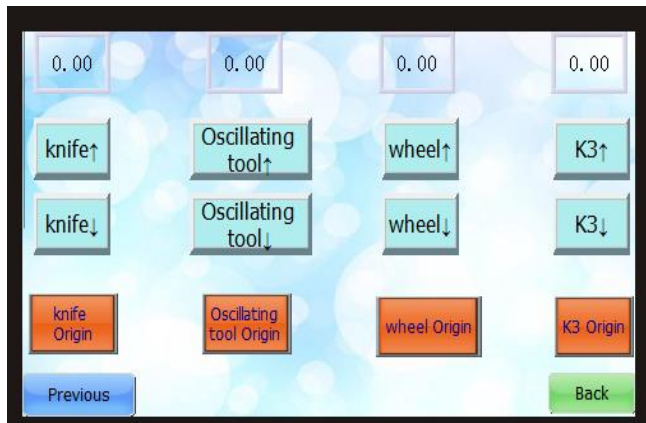 0.00 0.00 0.00 0.00
knife↑ Oscillating tool↑ wheel↑ K3↑
knife↓ Oscillating tool↓ wheel↓ K3↓
knife Origin Oscillating tool Origin wheel Origin K3 Origin
Previous Back